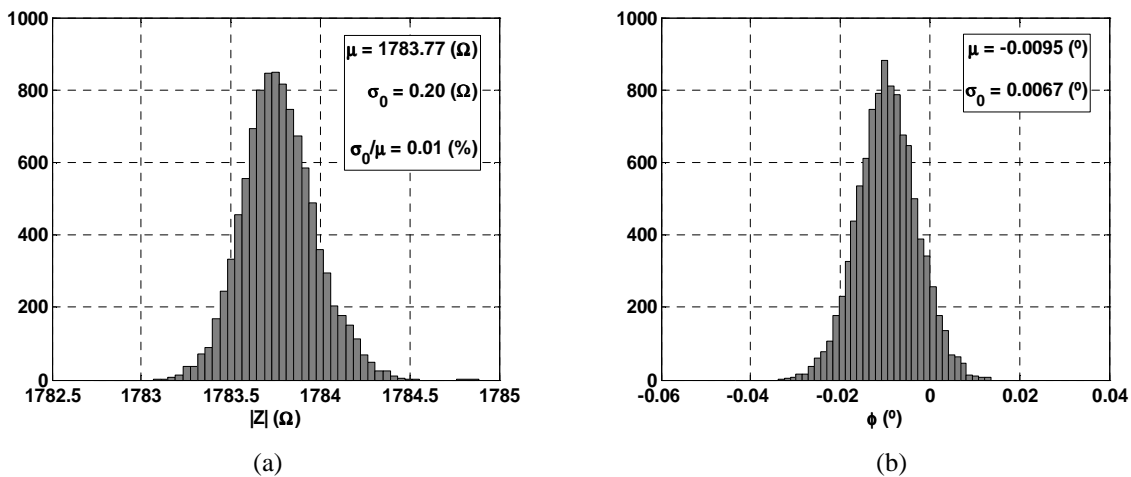 1000
800
600
400
200
0
μ = 1783.77 (Ω)
σ0 = 0.20 (Ω)
σ0/μ = 0.01 (%)
1782.5 1783 1783.5 1784 1784.5 1785
|Z| (Ω)
(a)
1000
800
600
400
200
0
μ = -0.0095 (º)
σ0 = 0.0067 (º)
-0.06 -0.04 -0.02 0 0.02 0.04
ϕ (º)
(b)